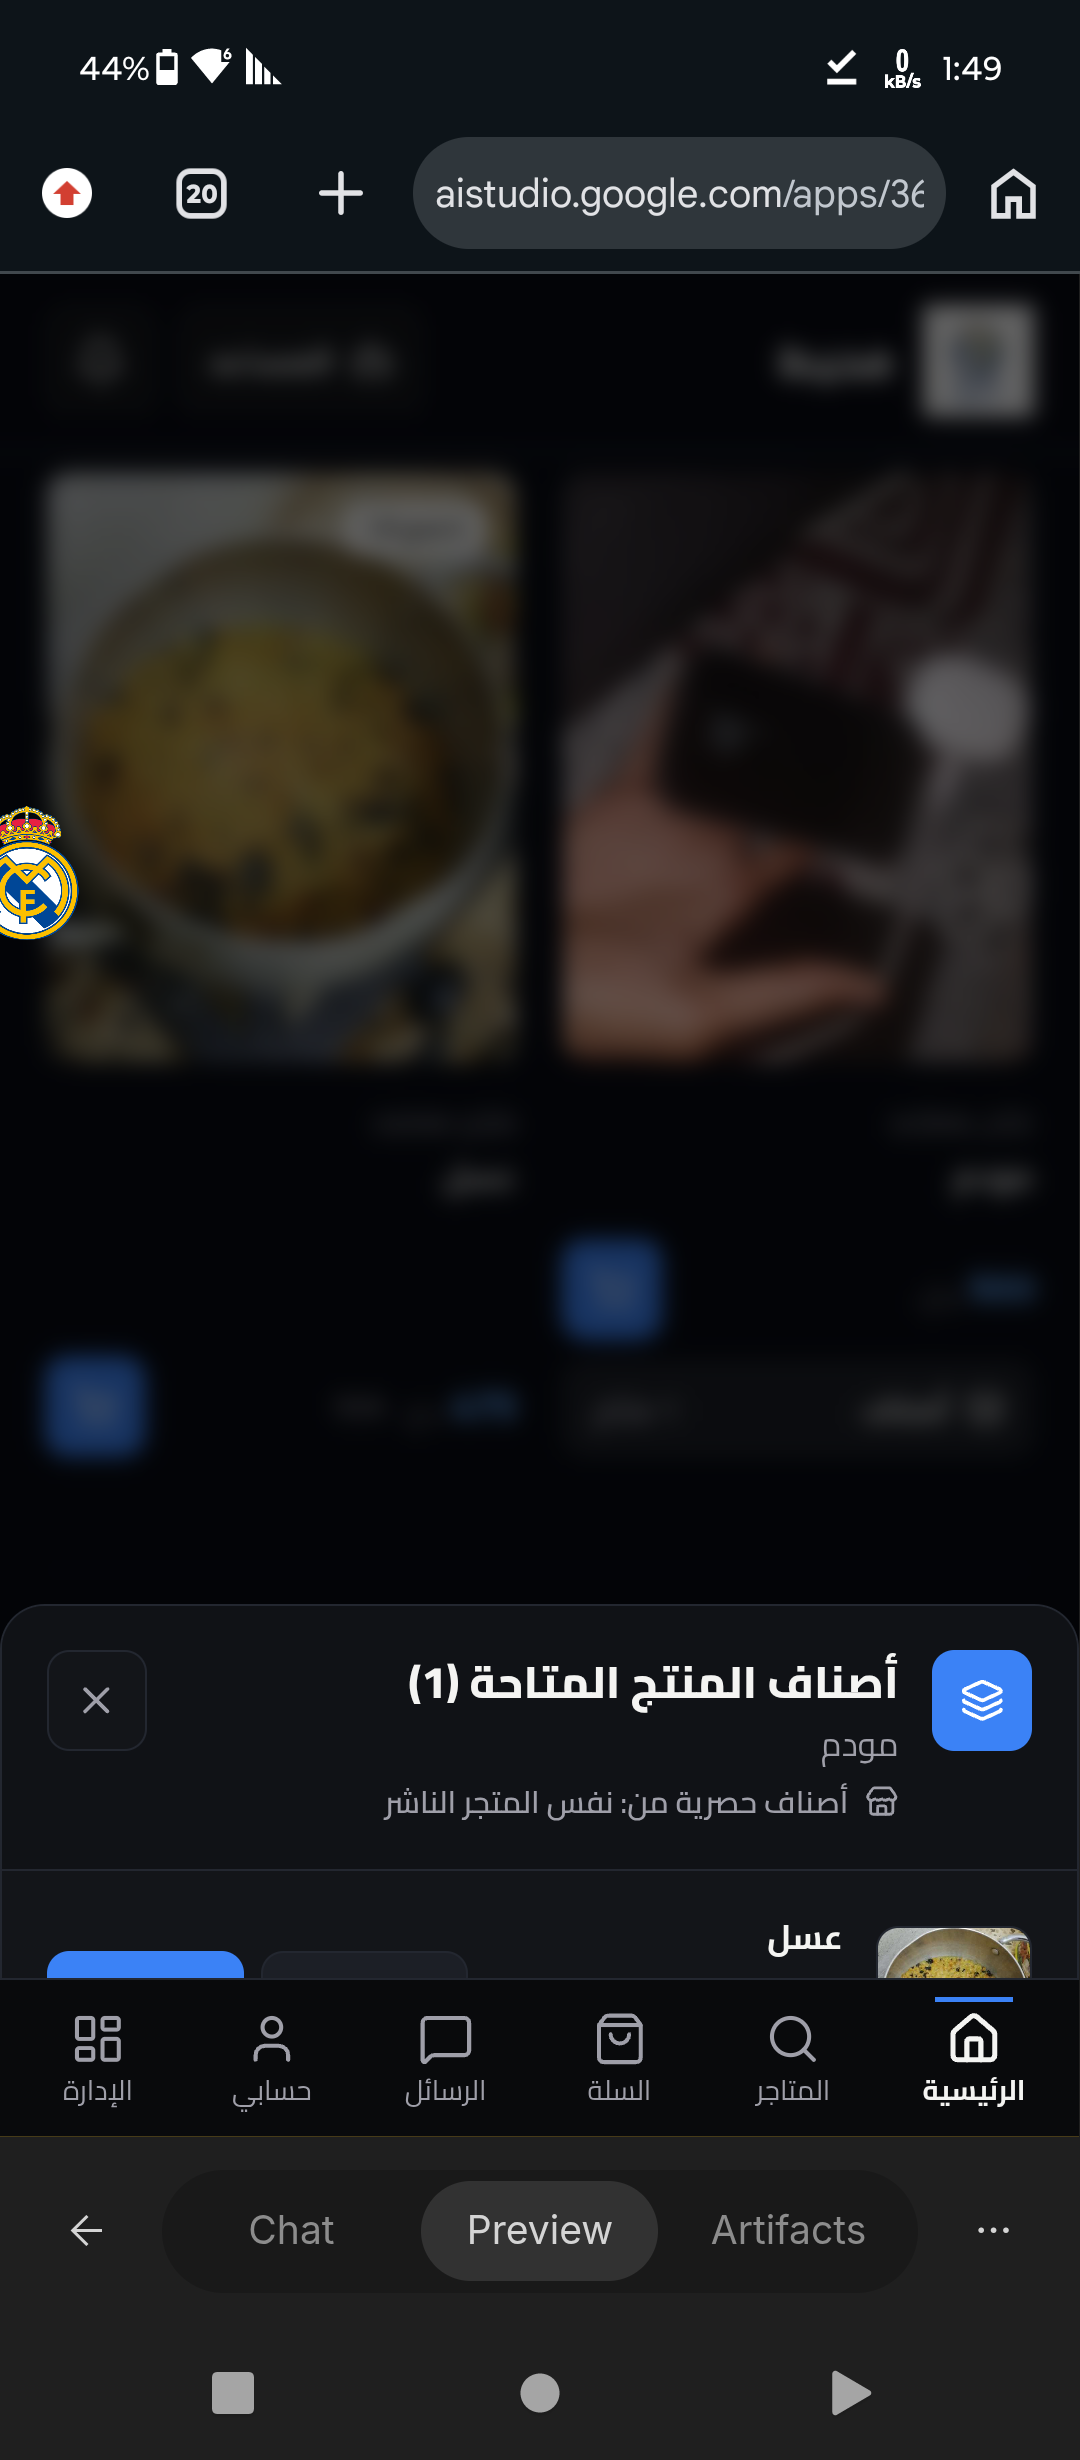 44%
6
0 kB/s
1:49
20
aistudio.google.com/apps/36
أصناف المنتج المتاحة (1)
مودم
أصناف حصرية من: نفس المتجر الناشر
عسل
الرئيسية
المتاجر
السلة
الرسائل
حسابي
الإدارة
Chat
Preview
Artifacts